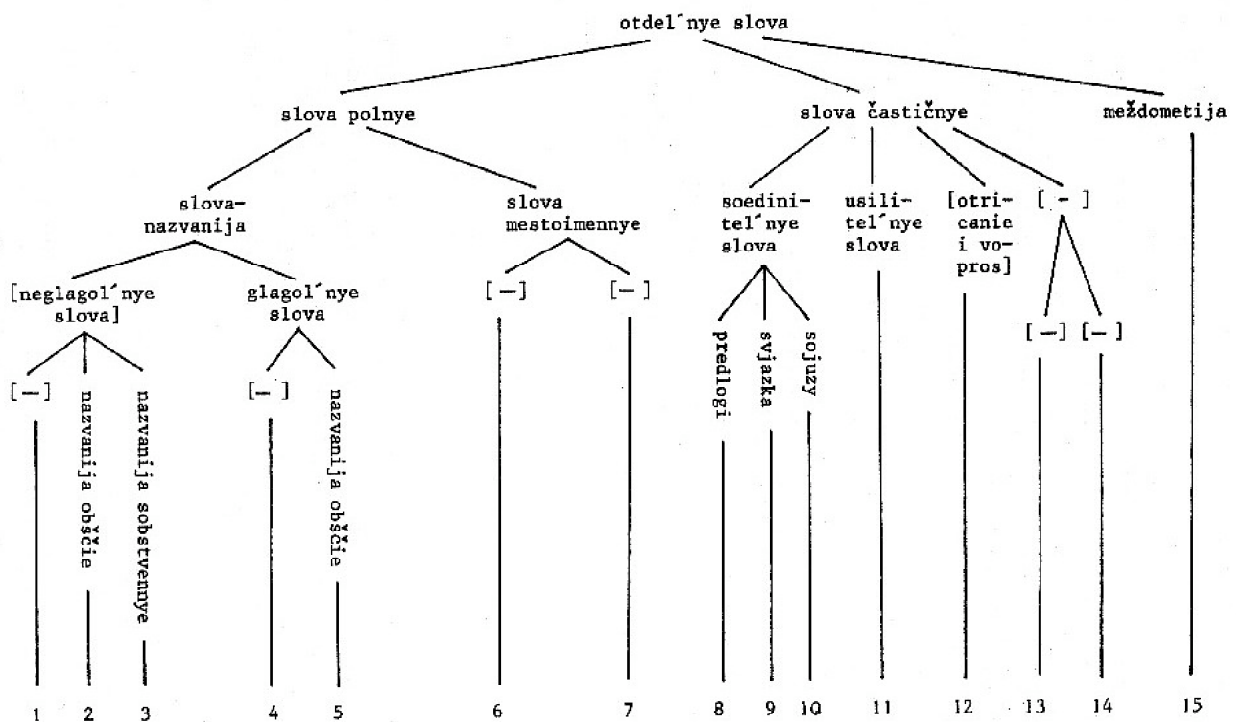 otdel´nye slova
slova polnye
slova častičnye
meždometija
slova-
nazvanija
slova
mestoimennye
soedini-
tel´nye
slova
usili-
tel´nye
slova
[otri-
canie
i vo-
pros]
[ - ]
[neglagol´nye
slova]
glagol´nye
slova
[—]
[—]
predlogi
svjazka
sojuzy
[—]
[—]
[—]
nazvanija obščie
nazvanija sobstvennye
[—]
nazvanija obščie
1 2 3 4 5 6 7 8 9 10 11 12 13 14 15